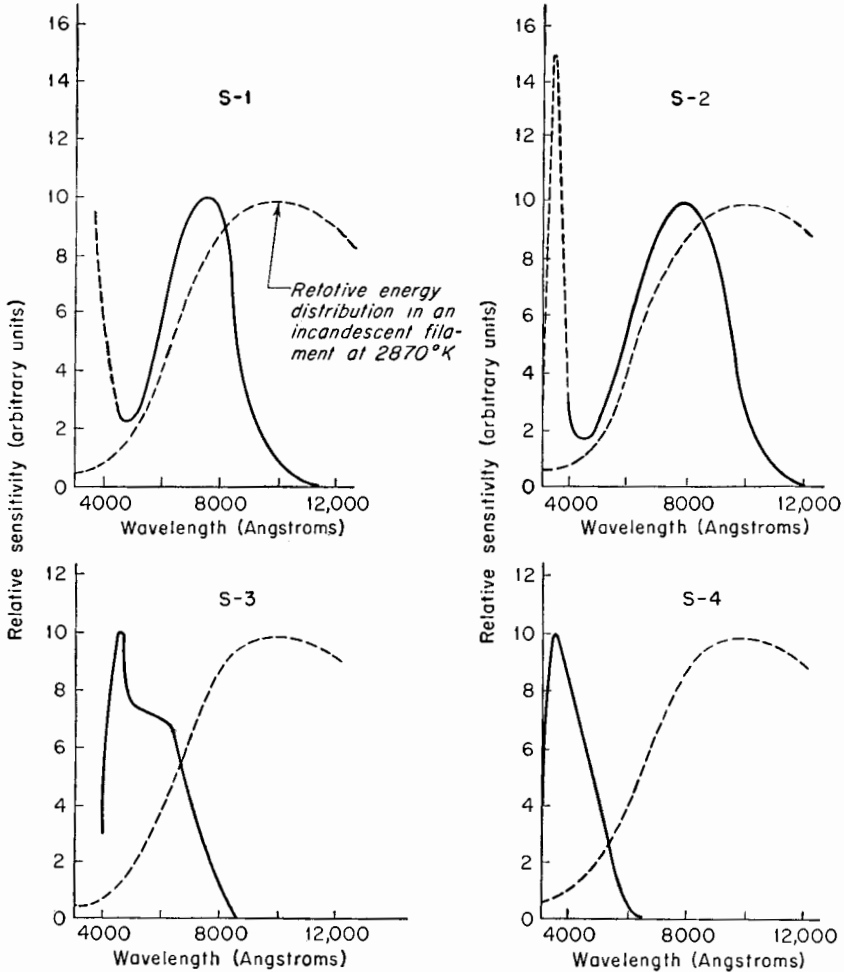 16
14
12
10
8
6
4
2
0
S-1
Retative energy
distribution in an
incandescent fila-
ment at 2870°K
4000 8000 12,000
Wavelength (Angstroms)
Relative sensitivity (arbitrary units)
16
14
12
10
8
6
4
2
0
S-2
4000 8000 12,000
Wavelength (Angstroms)
Relative sensitivity (arbitrary units)
12
10
8
6
4
2
0
S-3
4000 8000 12,000
Wavelength (Angstroms)
12
10
8
6
4
2
0
S-4
4000 8000 12,000
Wavelength (Angstroms)